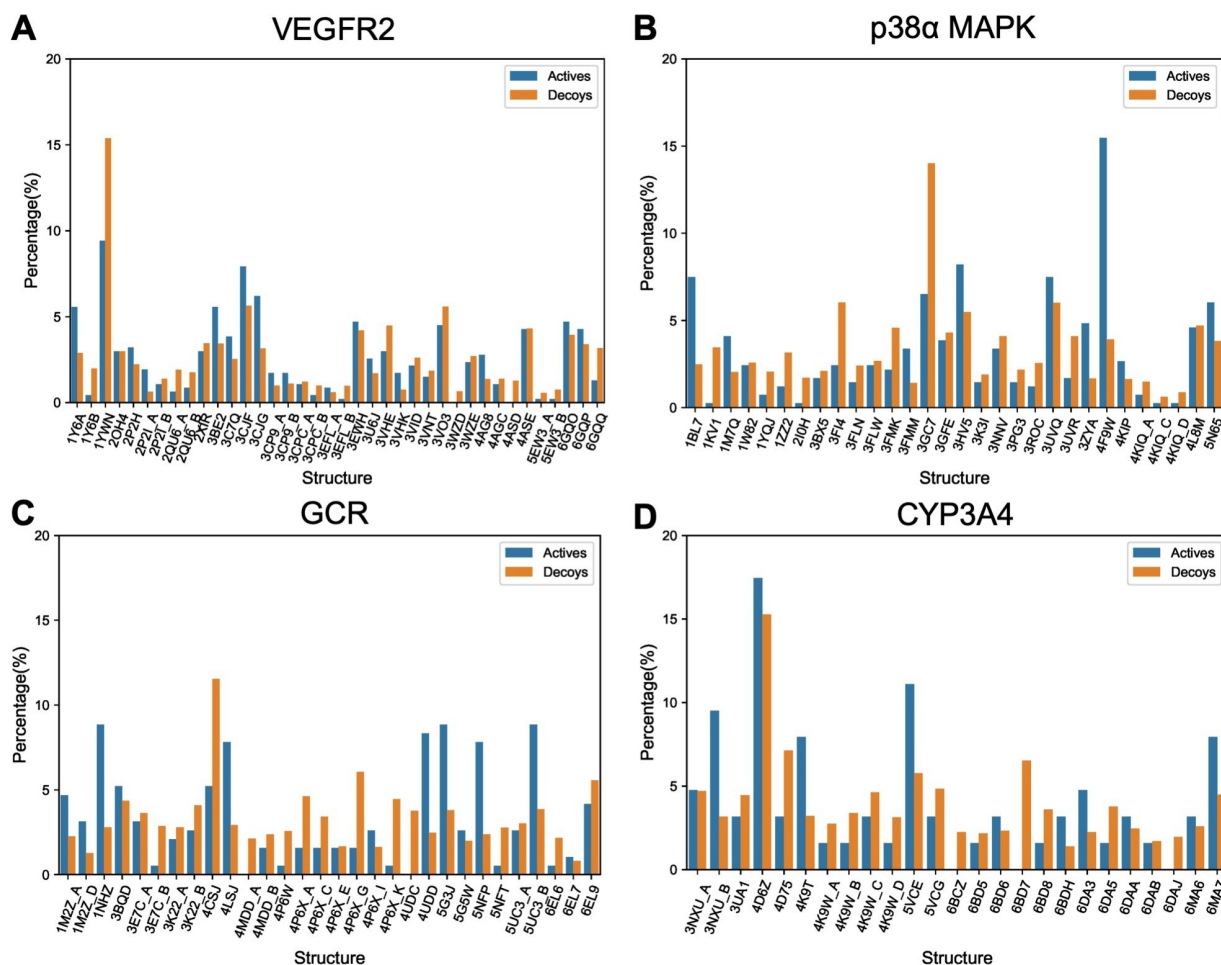 A
VEGFR2
20
15
10
5
0
Percentage(%)
Actives
Decoys
1Y6A
1Y6B
1YWN
2OH4
2P2H
2P2I_A
2P2I_B
2QU6_A
2QU6_B
2XIR
3BE2
3C7Q
3CJF
3CJG
3CP9_A
3CP9_B
3CPC_A
3CPC_B
3EFL_A
3EFL_B
3EWH
3U6J
3VHE
3VHK
3VID
3VNT
3VO3
3WZD
3WZE
4AG8
4AGC
4ASD
4ASE
5EW3_A
5EW3_B
6GQO
6GQP
6GQQ
Structure
B
p38α MAPK
20
15
10
5
0
Percentage(%)
Actives
Decoys
1BL7
1KV1
1M7Q
1W82
1YQJ
1ZZ2
2I0H
3BX5
3FI4
3FLN
3FLW
3FMK
3FMM
3GC7
3GFE
3HV5
3K3I
3NNV
3PG3
3ROC
3UVQ
3UVR
3ZYA
4F9W
4KIP
4KIQ_A
4KIQ_C
4KIQ_D
4L8M
5N65
Structure
C
GCR
20
15
10
5
0
Percentage(%)
Actives
Decoys
1M2Z_A
1M2Z_D
1NHZ
3BQD
3E7C_A
3E7C_B
3K22_A
3K22_B
4CSJ
4LSJ
4MDD_A
4MDD_B
4P6W
4P6X_A
4P6X_C
4P6X_E
4P6X_G
4P6X_I
4P6X_K
4UDC
4UDD
5G3J
5G5W
5NFP
5NFT
5UC3_A
5UC3_B
6EL6
6EL7
6EL9
Structure
D
CYP3A4
20
15
10
5
0
Percentage(%)
Actives
Decoys
3NXU_A
3NXU_B
3UA1
4D6Z
4D75
4K9T
4K9W_A
4K9W_B
4K9W_C
4K9W_D
5VCE
5VCG
6BCZ
6BD5
6BD6
6BD7
6BD8
6BDH
6DA3
6DA5
6DAA
6DAB
6DAJ
6MA6
6MA7
Structure